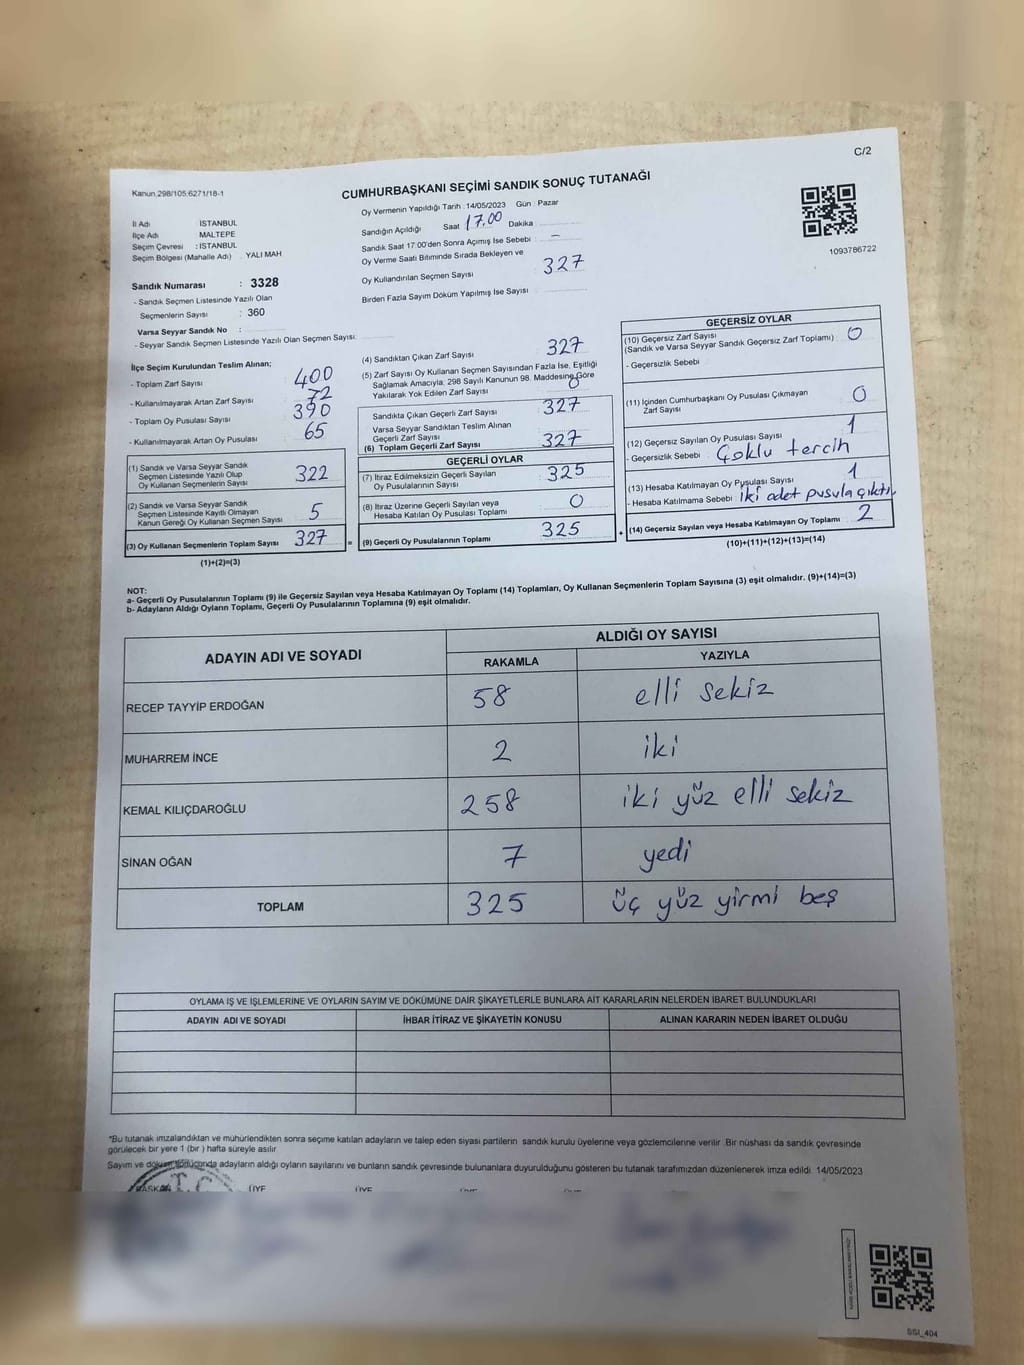 C/2
Kanun 298/105,6271/18-1
CUMHURBAŞKANI SEÇİMİ SANDIK SONUÇ TUTANAĞI
İl Adı İSTANBUL
İlçe Adı MALTEPE
Seçim Çevresi : İSTANBUL
Seçim Bölgesi (Mahalle Adı) . YALI MAH
Sandık Numarası : 3328
- Sandık Seçmen Listesinde Yazılı Olan
Seçmenlerin Sayısı : 360
Varsa Seyyar Sandık No :
- Seyyar Sandık Seçmen Listesinde Yazılı Olan Seçmen Sayısı:
Oy Vermenin Yapıldığı Tarih : 14/05/2023 Gün : Pazar
Sandığın Açıldığı Saat 17.00 Dakika
Sandık Saat 17:00'den Sonra Açılmış İse Sebebi : –
Oy Verme Saati Bitiminde Sırada Bekleyen ve
Oy Kullandırılan Seçmen Sayısı 327
Birden Fazla Sayım Döküm Yapılmış İse Sayısı
1093786722
İlçe Seçim Kurulundan Teslim Alınan;
- Toplam Zarf Sayısı 400
- Kullanılmayarak Artan Zarf Sayısı 72
- Toplam Oy Pusulası Sayısı 390
- Kullanılmayarak Artan Oy Pusulası 65
(1) Sandık ve Varsa Seyyar Sandık
Seçmen Listesinde Yazılı Olup
Oy Kullanan Seçmenlerin Sayısı 322
(2) Sandık ve Varsa Seyyar Sandık
Seçmen Listesinde Kayıtlı Olmayan
Kanun Gereği Oy Kullanan Seçmen Sayısı 5
(3) Oy Kullanan Seçmenlerin Toplam Sayısı 327
(1)+(2)=(3)
(4) Sandıktan Çıkan Zarf Sayısı 327
(5) Zarf Sayısı Oy Kullanan Seçmen Sayısından Fazla İse, Eşitliği
Sağlamak Amacıyla, 298 Sayılı Kanunun 98. Maddesine Göre
Yakılarak Yok Edilen Zarf Sayısı 0
Sandıkta Çıkan Geçerli Zarf Sayısı 327
Varsa Seyyar Sandıktan Teslim Alınan
Geçerli Zarf Sayısı
(6) Toplam Geçerli Zarf Sayısı 327
GEÇERLİ OYLAR
(7) İtiraz Edilmeksizin Geçerli Sayılan
Oy Pusulalarının Sayısı 325
(8) İtiraz Üzerine Geçerli Sayılan veya
Hesaba Katılan Oy Pusulası Toplamı 0
= (9) Geçerli Oy Pusulalarının Toplamı 325
GEÇERSİZ OYLAR
(10) Geçersiz Zarf Sayısı
(Sandık ve Varsa Seyyar Sandık Geçersiz Zarf Toplamı) 0
- Geçersizlik Sebebi
(11) İçinden Cumhurbaşkanı Oy Pusulası Çıkmayan
Zarf Sayısı 0
(12) Geçersiz Sayılan Oy Pusulası Sayısı 1
- Geçersizlik Sebebi Çoklu tercih
(13) Hesaba Katılmayan Oy Pusulası Sayısı 1
- Hesaba Katılmama Sebebi İki adet pusula çıktı.
+ (14) Geçersiz Sayılan veya Hesaba Katılmayan Oy Toplamı 2
(10)+(11)+(12)+(13)=(14)
NOT:
a- Geçerli Oy Pusulalarının Toplamı (9) ile Geçersiz Sayılan veya Hesaba Katılmayan Oy Toplamı (14) Toplamları, Oy Kullanan Seçmenlerin Toplam Sayısına (3) eşit olmalıdır. (9)+(14)=(3)
b- Adayların Aldığı Oyların Toplamı, Geçerli Oy Pusulalarının Toplamına (9) eşit olmalıdır.
ADAYIN ADI VE SOYADI ALDIĞI OY SAYISI
RAKAMLA YAZIYLA
RECEP TAYYİP ERDOĞAN 58 elli sekiz
MUHARREM İNCE 2 iki
KEMAL KILIÇDAROĞLU 258 iki yüz elli sekiz
SİNAN OĞAN 7 yedi
TOPLAM 325 üç yüz yirmi beş
OYLAMA İŞ VE İŞLEMLERİNE VE OYLARIN SAYIM VE DÖKÜMÜNE DAİR ŞİKAYETLERLE BUNLARA AİT KARARLARIN NELERDEN İBARET BULUNDUKLARI
ADAYIN ADI VE SOYADI İHBAR İTİRAZ VE ŞİKAYETİN KONUSU ALINAN KARARIN NEDEN İBARET OLDUĞU
*Bu tutanak imzalandıktan ve mühürlendikten sonra seçime katılan adayların ve talep eden siyasi partilerin sandık kurulu üyelerine veya gözlemcilerine verilir. Bir nüshası da sandık çevresinde
görülecek bir yere 1 (bir ) hafta süreyle asılır
Sayım ve döküm sonucunda adayların aldığı oyların sayılarını ve bunların sandık çevresinde bulunanlara duyurulduğunu gösteren bu tutanak tarafımızdan düzenlenerek imza edildi 14/05/2023
BAŞKAN ÜYE ÜYE
T.C
SSİ_404